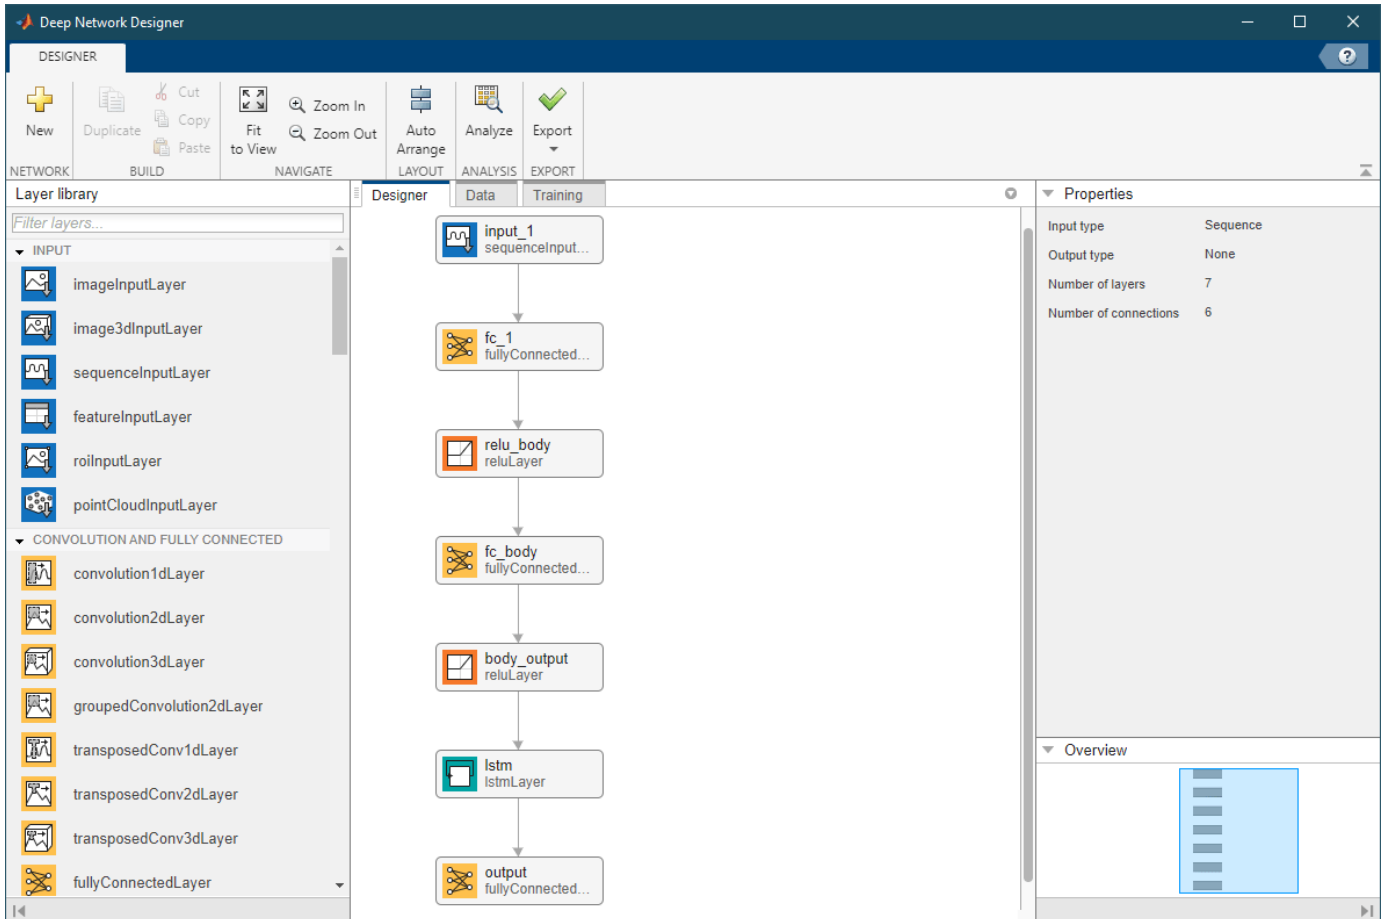 Deep Network Designer
DESIGNER
?
New
Duplicate
Cut
Copy
Paste
Fit
to View
Zoom In
Zoom Out
Auto
Arrange
Analyze
Export
NETWORK
BUILD
NAVIGATE
LAYOUT
ANALYSIS
EXPORT
Layer library
Filter layers...
INPUT
imageInputLayer
image3dInputLayer
sequenceInputLayer
featureInputLayer
roiInputLayer
pointCloudInputLayer
CONVOLUTION AND FULLY CONNECTED
convolution1dLayer
convolution2dLayer
convolution3dLayer
groupedConvolution2dLayer
transposedConv1dLayer
transposedConv2dLayer
transposedConv3dLayer
fullyConnectedLayer
Designer
Data
Training
input_1
sequenceInput...
fc_1
fullyConnected...
relu_body
reluLayer
fc_body
fullyConnected...
body_output
reluLayer
lstm
lstmLayer
output
fullyConnected...
Properties
Input type Sequence
Output type None
Number of layers 7
Number of connections 6
Overview